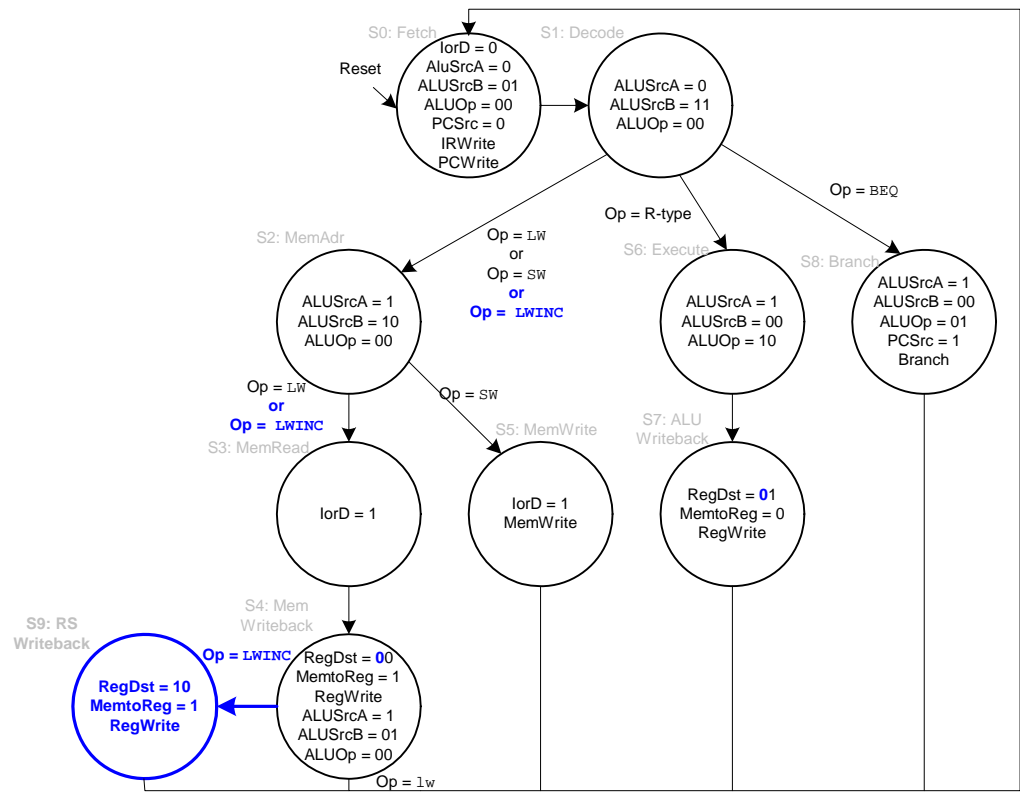 S0: Fetch
S1: Decode
Reset
IorD = 0
AluSrcA = 0
ALUSrcB = 01
ALUOp = 00
PCSrc = 0
IRWrite
PCWrite
ALUSrcA = 0
ALUSrcB = 11
ALUOp = 00
Op = BEQ
Op = R-type
Op = LW
or
Op = SW
or
Op = LWINC
S2: MemAdr
S6: Execute
S8: Branch
ALUSrcA = 1
ALUSrcB = 10
ALUOp = 00
ALUSrcA = 1
ALUSrcB = 00
ALUOp = 10
ALUSrcA = 1
ALUSrcB = 00
ALUOp = 01
PCSrc = 1
Branch
Op = LW
or
Op = LWINC
Op = SW
S3: MemRead
S5: MemWrite
S7: ALU
Writeback
IorD = 1
IorD = 1
MemWrite
RegDst = 01
MemtoReg = 0
RegWrite
S4: Mem
Writeback
S9: RS
Writeback
Op = LWINC
RegDst = 00
MemtoReg = 1
RegWrite
ALUSrcA = 1
ALUSrcB = 01
ALUOp = 00
RegDst = 10
MemtoReg = 1
RegWrite
Op = lw